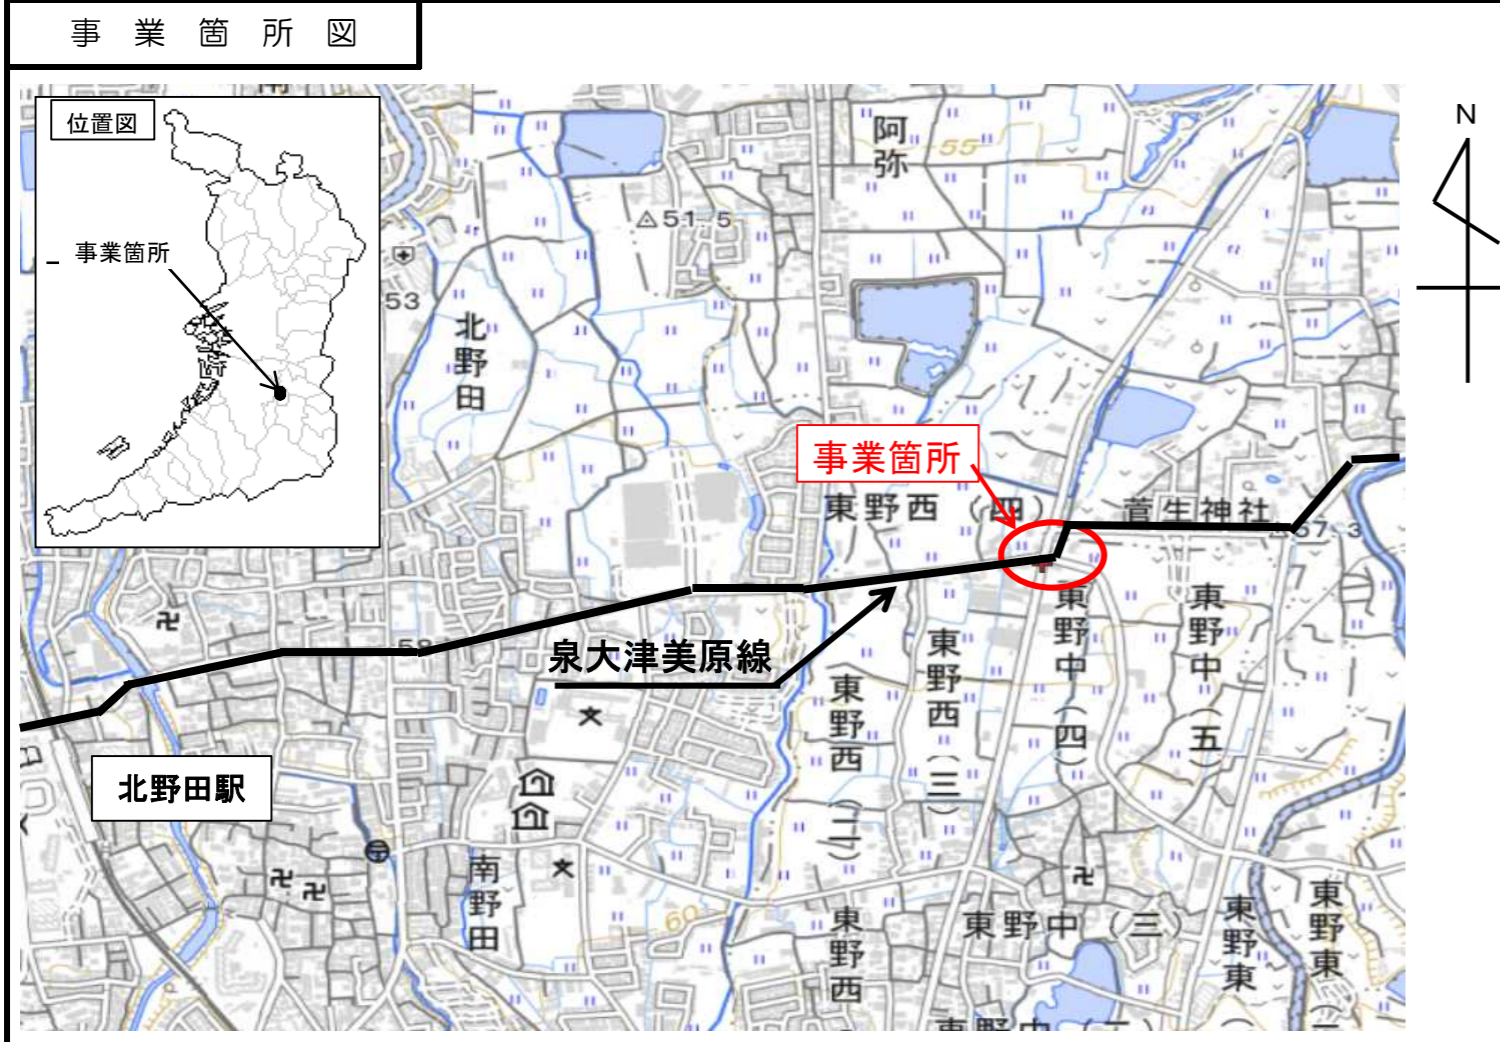 事業箇所図
位置図
事業箇所
N
阿弥
55
51.5
53
北野田
事業箇所
東野西(四)
菅生神社
57.3
58
泉大津美原線
東野中(四)
東野中(五)
東野西(三)
東野西(二)
北野田駅
南野田
60
東野西
東野中(三)
東野東
東野東